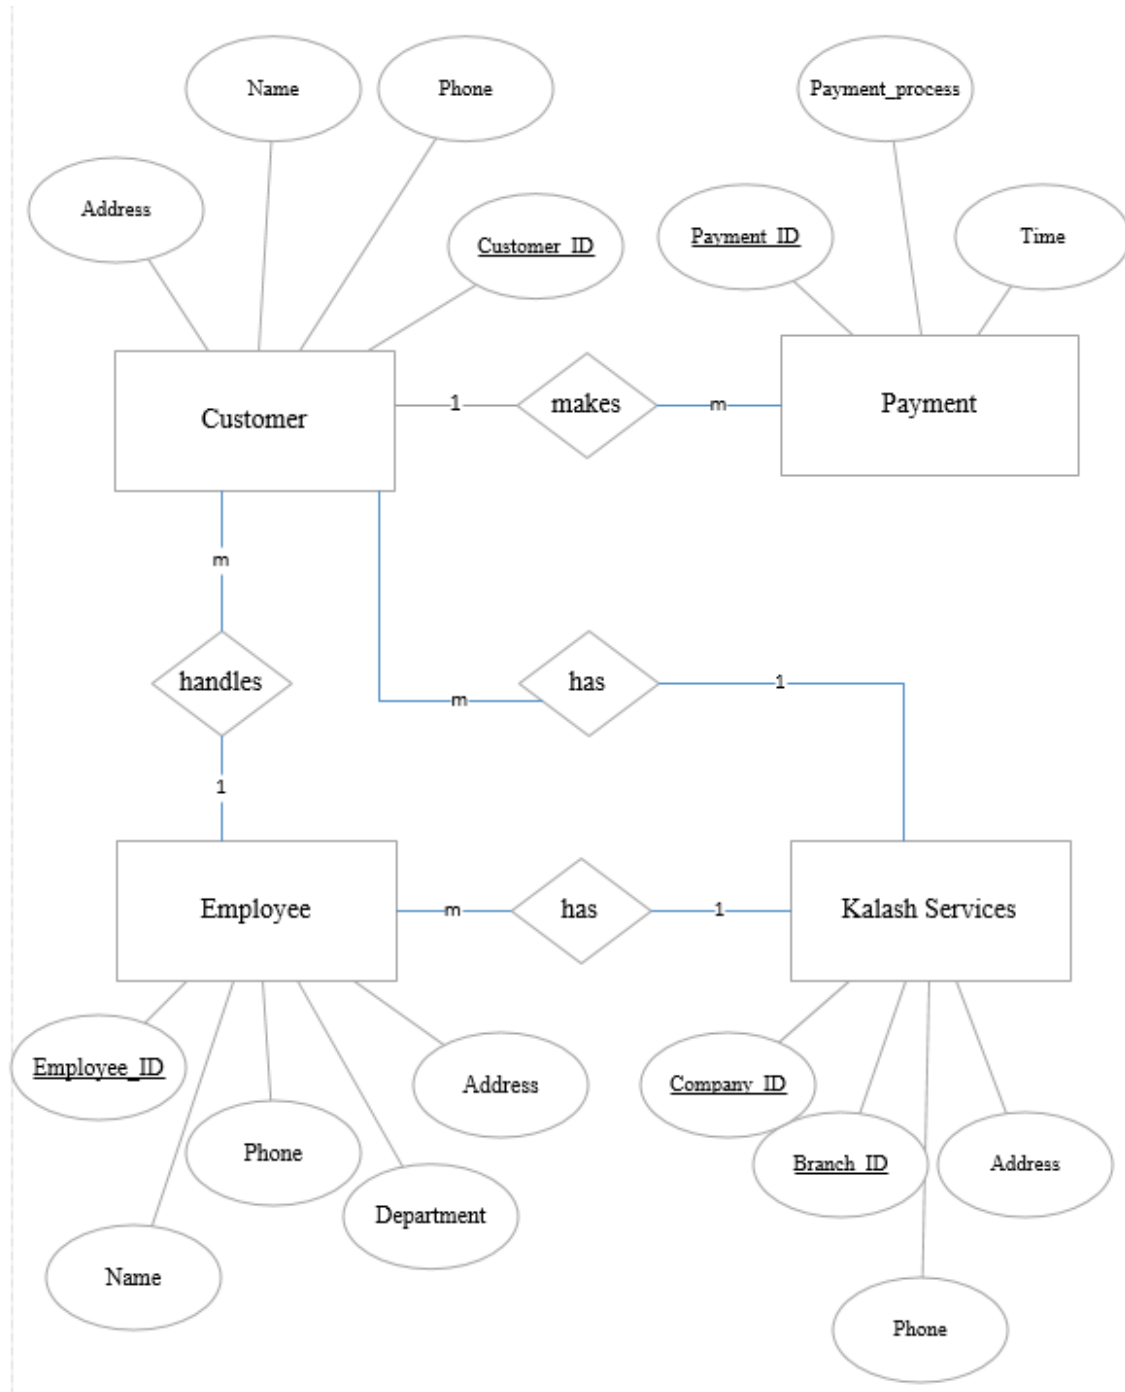 Name
Phone
Payment_process
Address
Customer_ID
Payment_ID
Time
Customer
1
makes
m
Payment
m
handles
1
m
has
1
Employee
m
has
1
Kalash Services
Employee_ID
Name
Phone
Department
Address
Company_ID
Branch_ID
Address
Phone